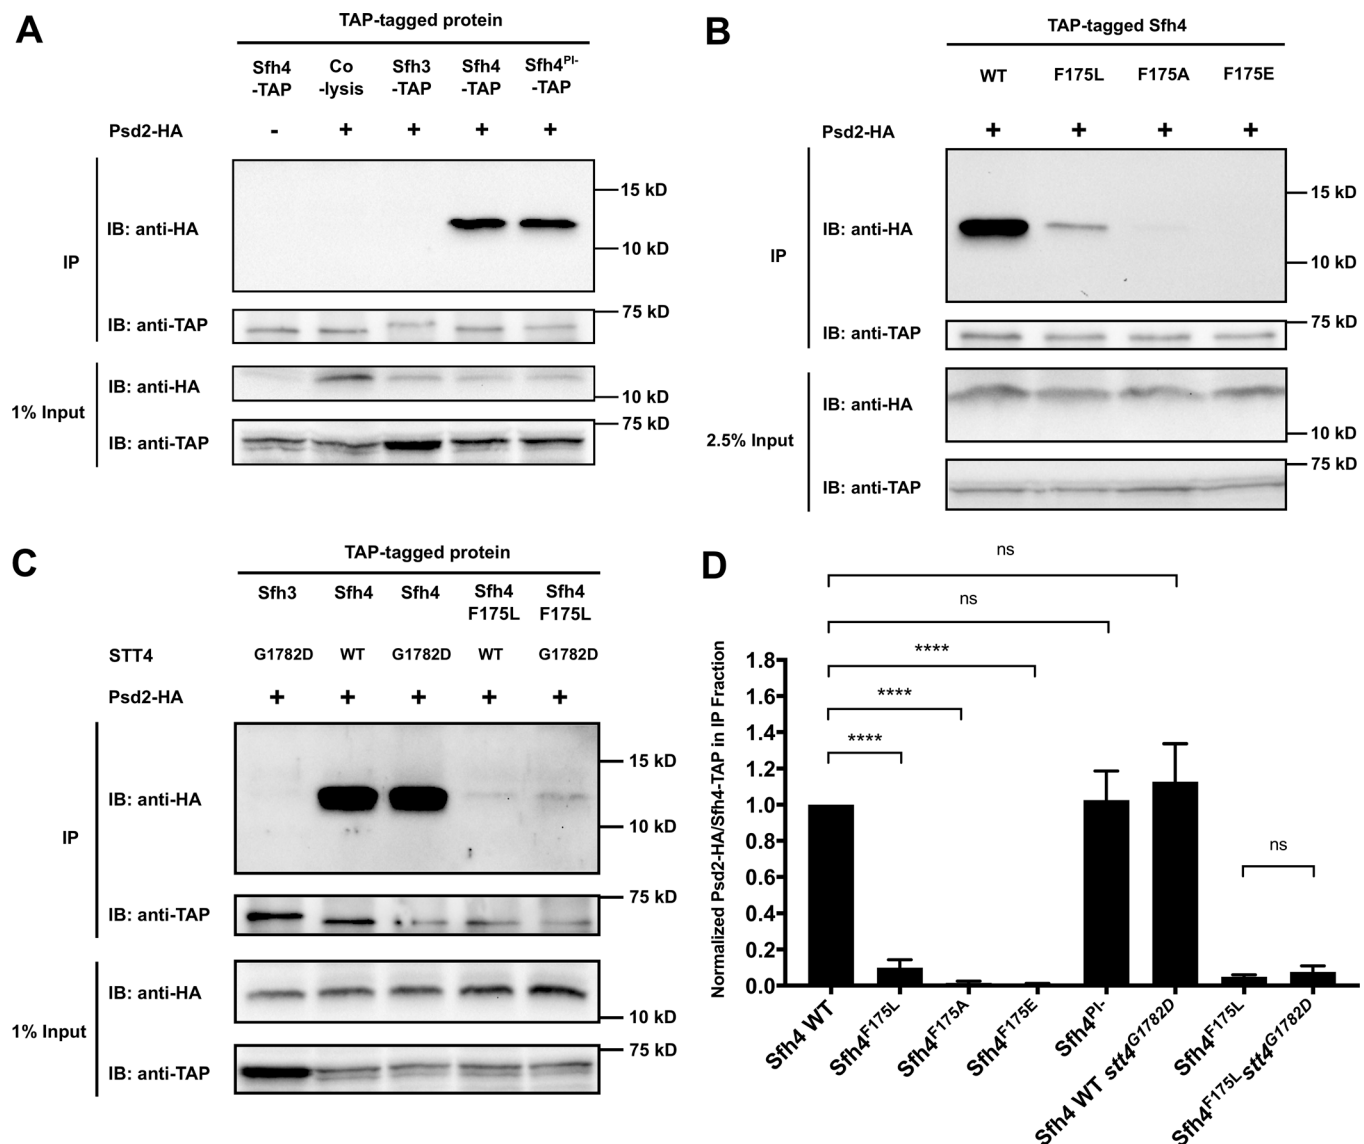 A
TAP-tagged protein
Sfh4 -TAP
Co -lysis
Sfh3 -TAP
Sfh4 -TAP
Sfh4PI- -TAP
Psd2-HA - + + + +
IP
IB: anti-HA
15 kD
10 kD
IB: anti-TAP
75 kD
1% Input
IB: anti-HA
10 kD
IB: anti-TAP
75 kD
B
TAP-tagged Sfh4
WT F175L F175A F175E
Psd2-HA + + + +
IP
IB: anti-HA
15 kD
10 kD
IB: anti-TAP
75 kD
2.5% Input
IB: anti-HA
10 kD
IB: anti-TAP
75 kD
C
TAP-tagged protein
Sfh3 Sfh4 Sfh4 Sfh4 Sfh4
F175L F175L
STT4 G1782D WT G1782D WT G1782D
Psd2-HA + + + + +
IP
IB: anti-HA
15 kD
10 kD
IB: anti-TAP
75 kD
1% Input
IB: anti-HA
10 kD
IB: anti-TAP
75 kD
D
ns
ns
****
****
****
ns
Normalized Psd2-HA/Sfh4-TAP in IP Fraction
1.8
1.6
1.4
1.2
1.0
0.8
0.6
0.4
0.2
0.0
Sfh4 WT
Sfh4F175L
Sfh4F175A
Sfh4F175E
Sfh4PI-
Sfh4 WT stt4G1782D
Sfh4F175L
Sfh4F175L stt4G1782D